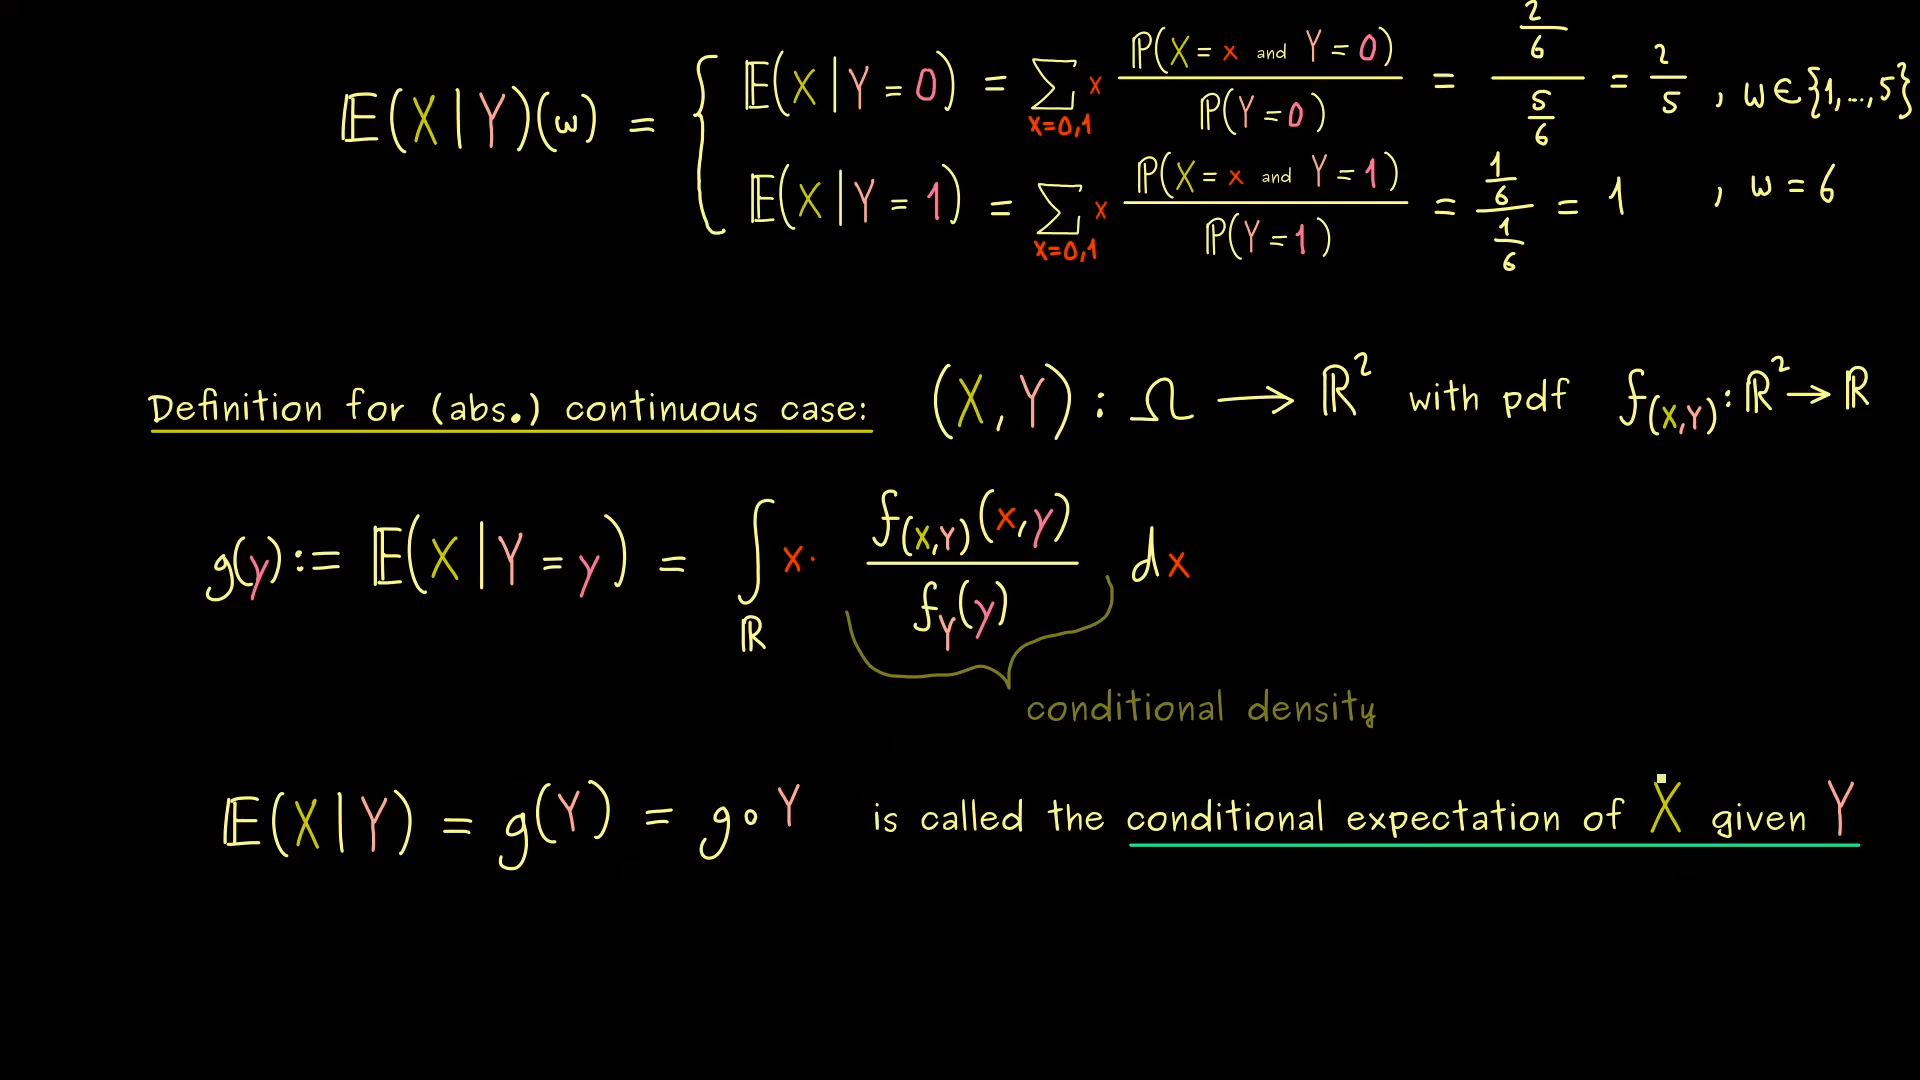 𝔼(X|Y)(ω) = { 𝔼(X|Y=0) = ∑_{x=0,1} x ℙ(X=x and Y=0) / ℙ(Y=0) = (2/6)/(5/6) = 2/5 , ω∈{1,...,5}
𝔼(X|Y=1) = ∑_{x=0,1} x ℙ(X=x and Y=1) / ℙ(Y=1) = (1/6)/(1/6) = 1 , ω=6
Definition for (abs.) continuous case: (X,Y): Ω ⟶ ℝ² with pdf f_{(X,Y)}: ℝ² → ℝ
g(y) := 𝔼(X|Y=y) = ∫_ℝ x· f_{(X,Y)}(x,y) / f_Y(y) dx
conditional density
𝔼(X|Y) = g(Y) = g∘Y is called the conditional expectation of X given Y